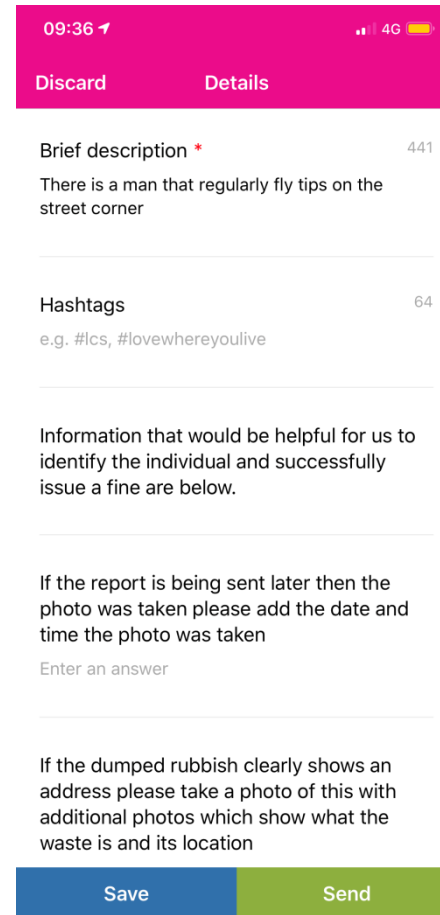 09:36 4G
Discard Details
Brief description * 441
There is a man that regularly fly tips on the
street corner
Hashtags 64
e.g. #lcs, #lovewhereyoulive
Information that would be helpful for us to
identify the individual and successfully
issue a fine are below.
If the report is being sent later then the
photo was taken please add the date and
time the photo was taken
Enter an answer
If the dumped rubbish clearly shows an
address please take a photo of this with
additional photos which show what the
waste is and its location
Save Send